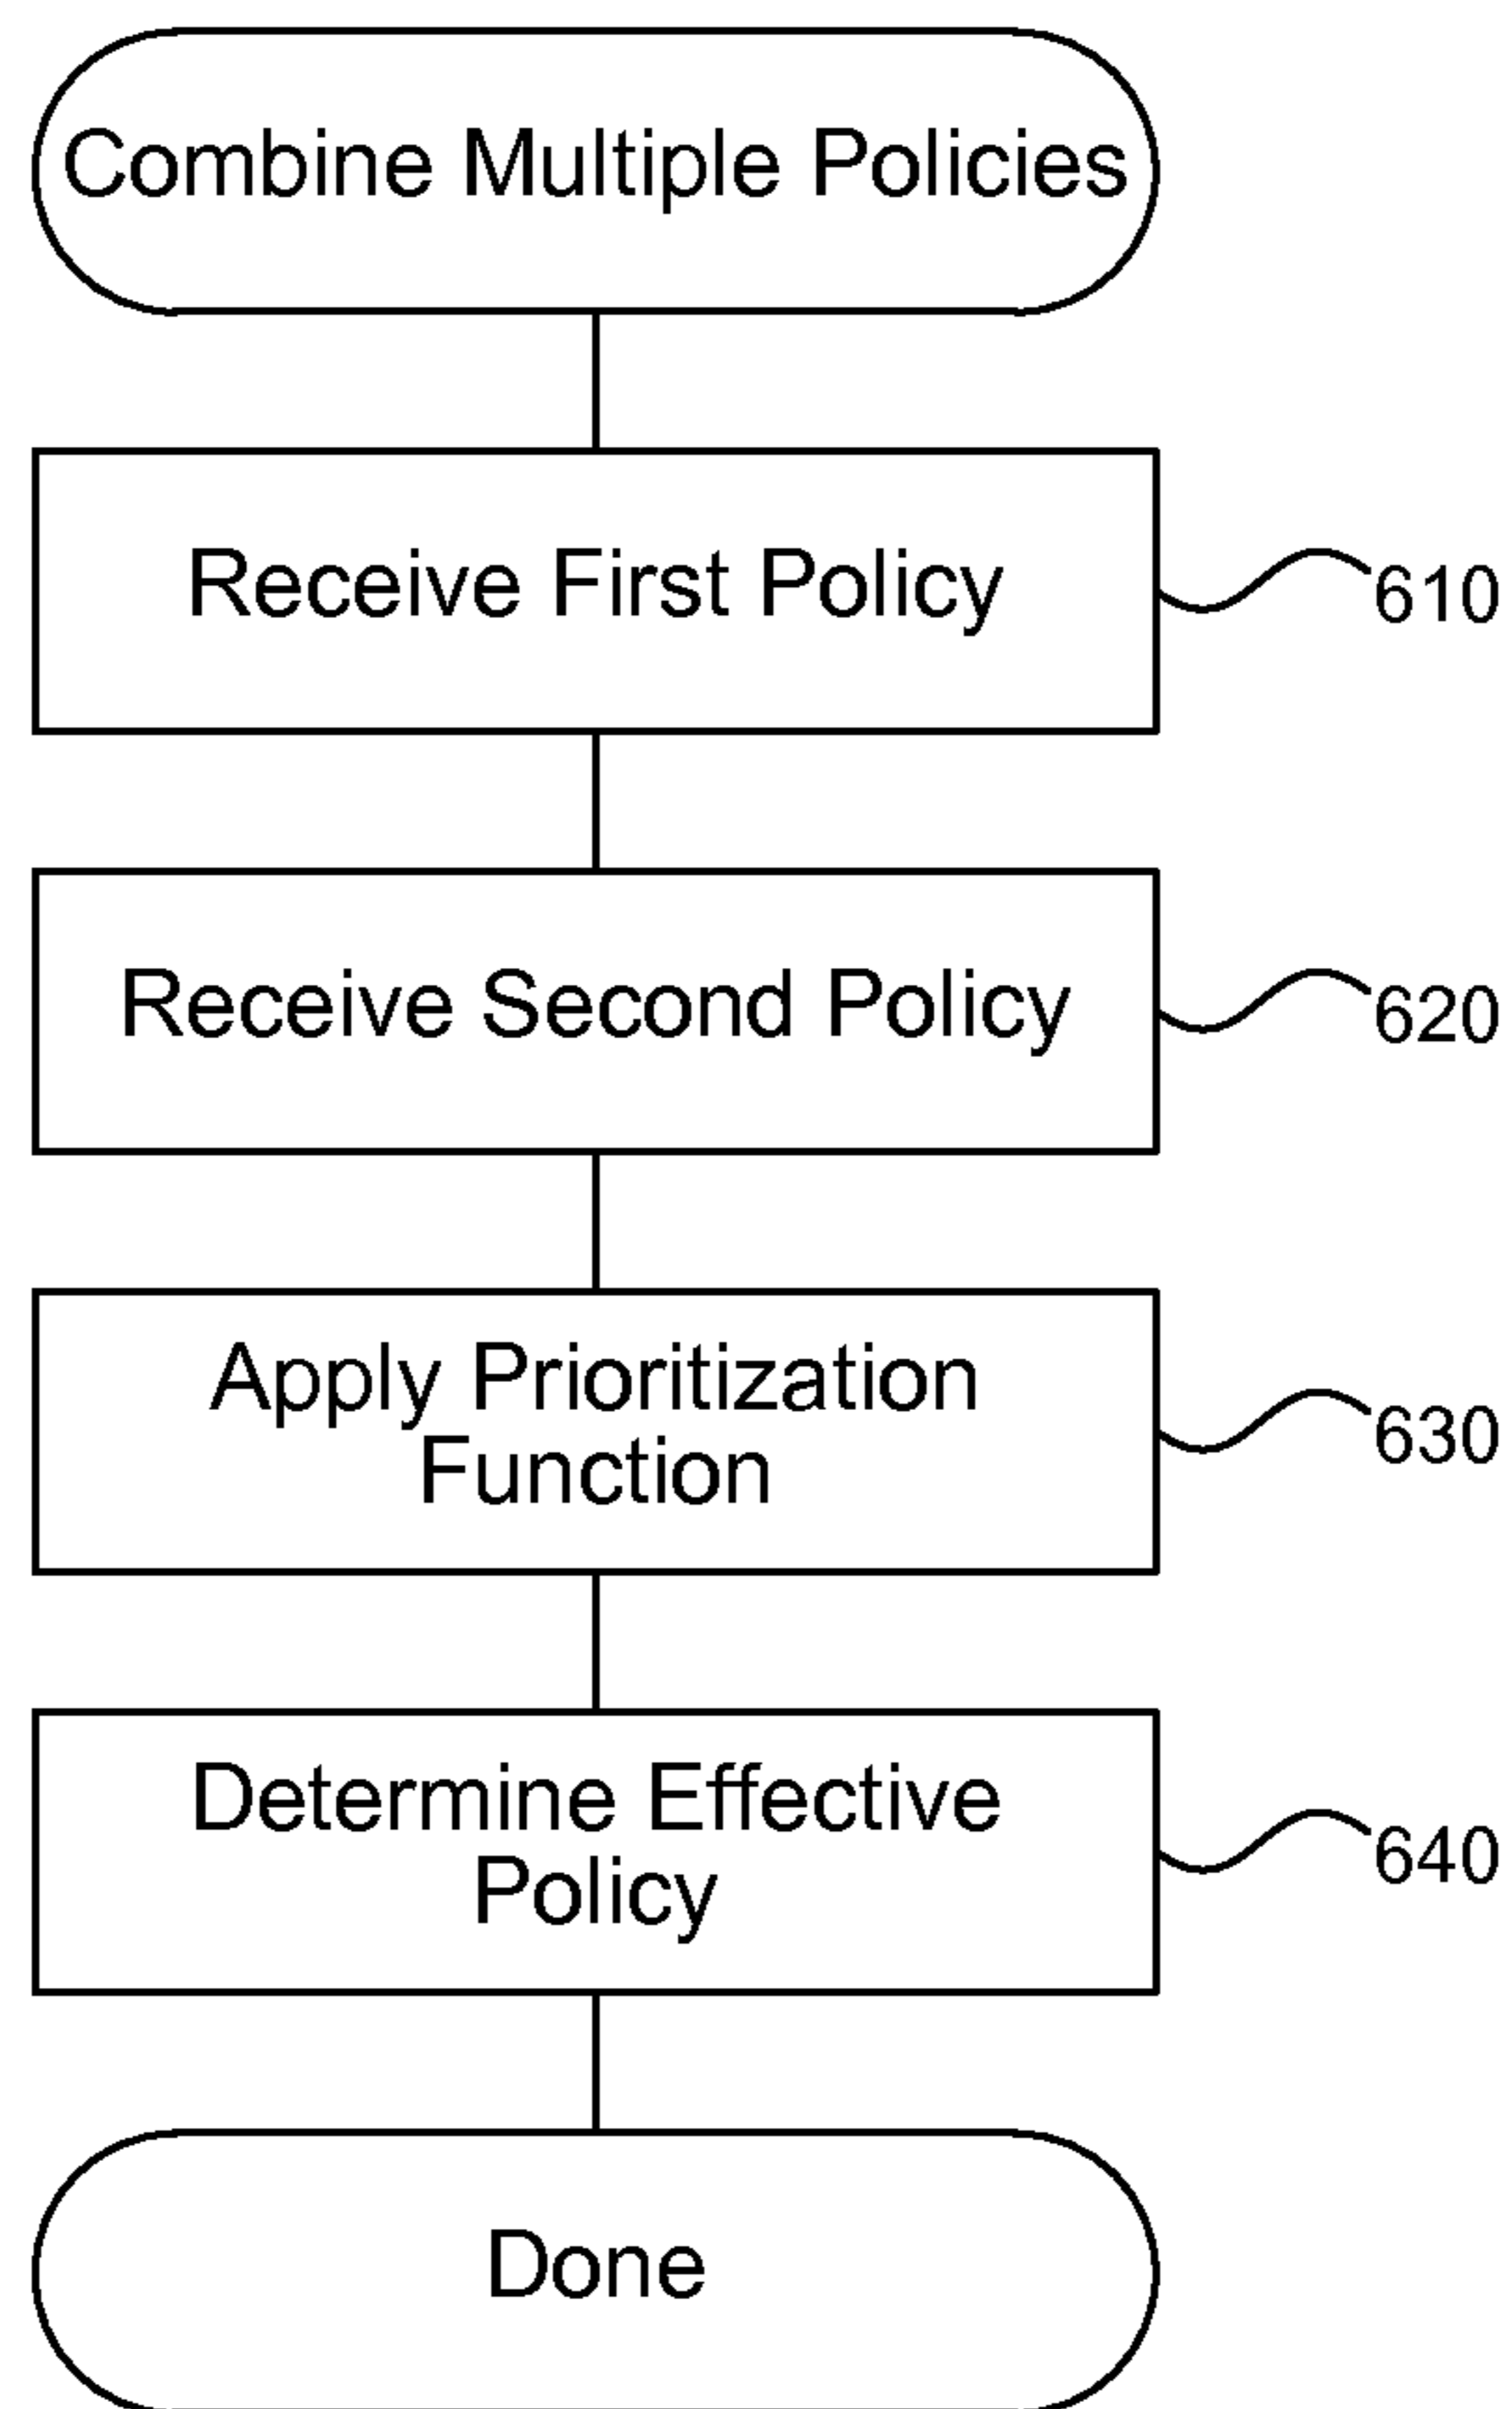 Combine Multiple Policies
Receive First Policy
610
Receive Second Policy
620
Apply Prioritization
Function
630
Determine Effective
Policy
640
Done